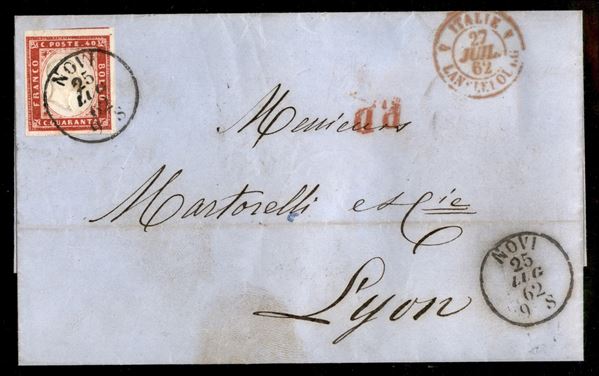 C. POSTE. 40
FRANCO
BOLLO
C. QUARANTA
NOVI
25
LUG
62
9 S
ITALIE
27
JUIL.
62
P.D.
Messieurs
Martorelli et Cie
Lyon
NOVI
25
LUG
62
9 S